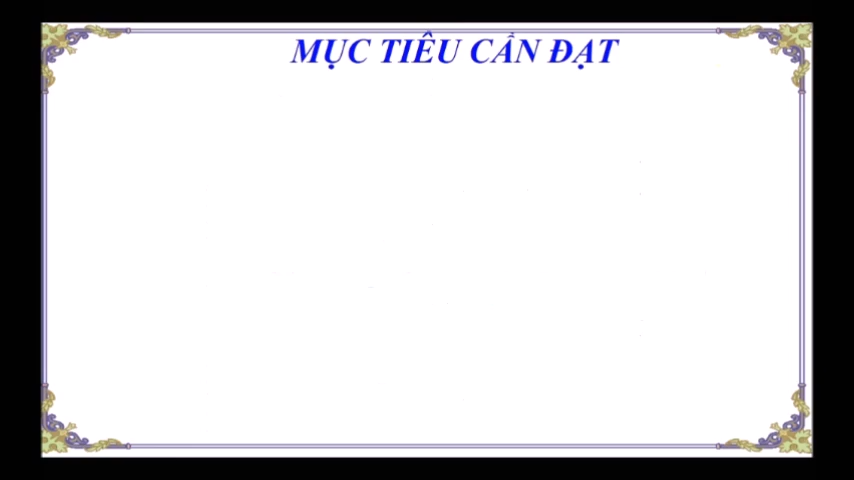 MỤC TIÊU CẦN ĐẠT